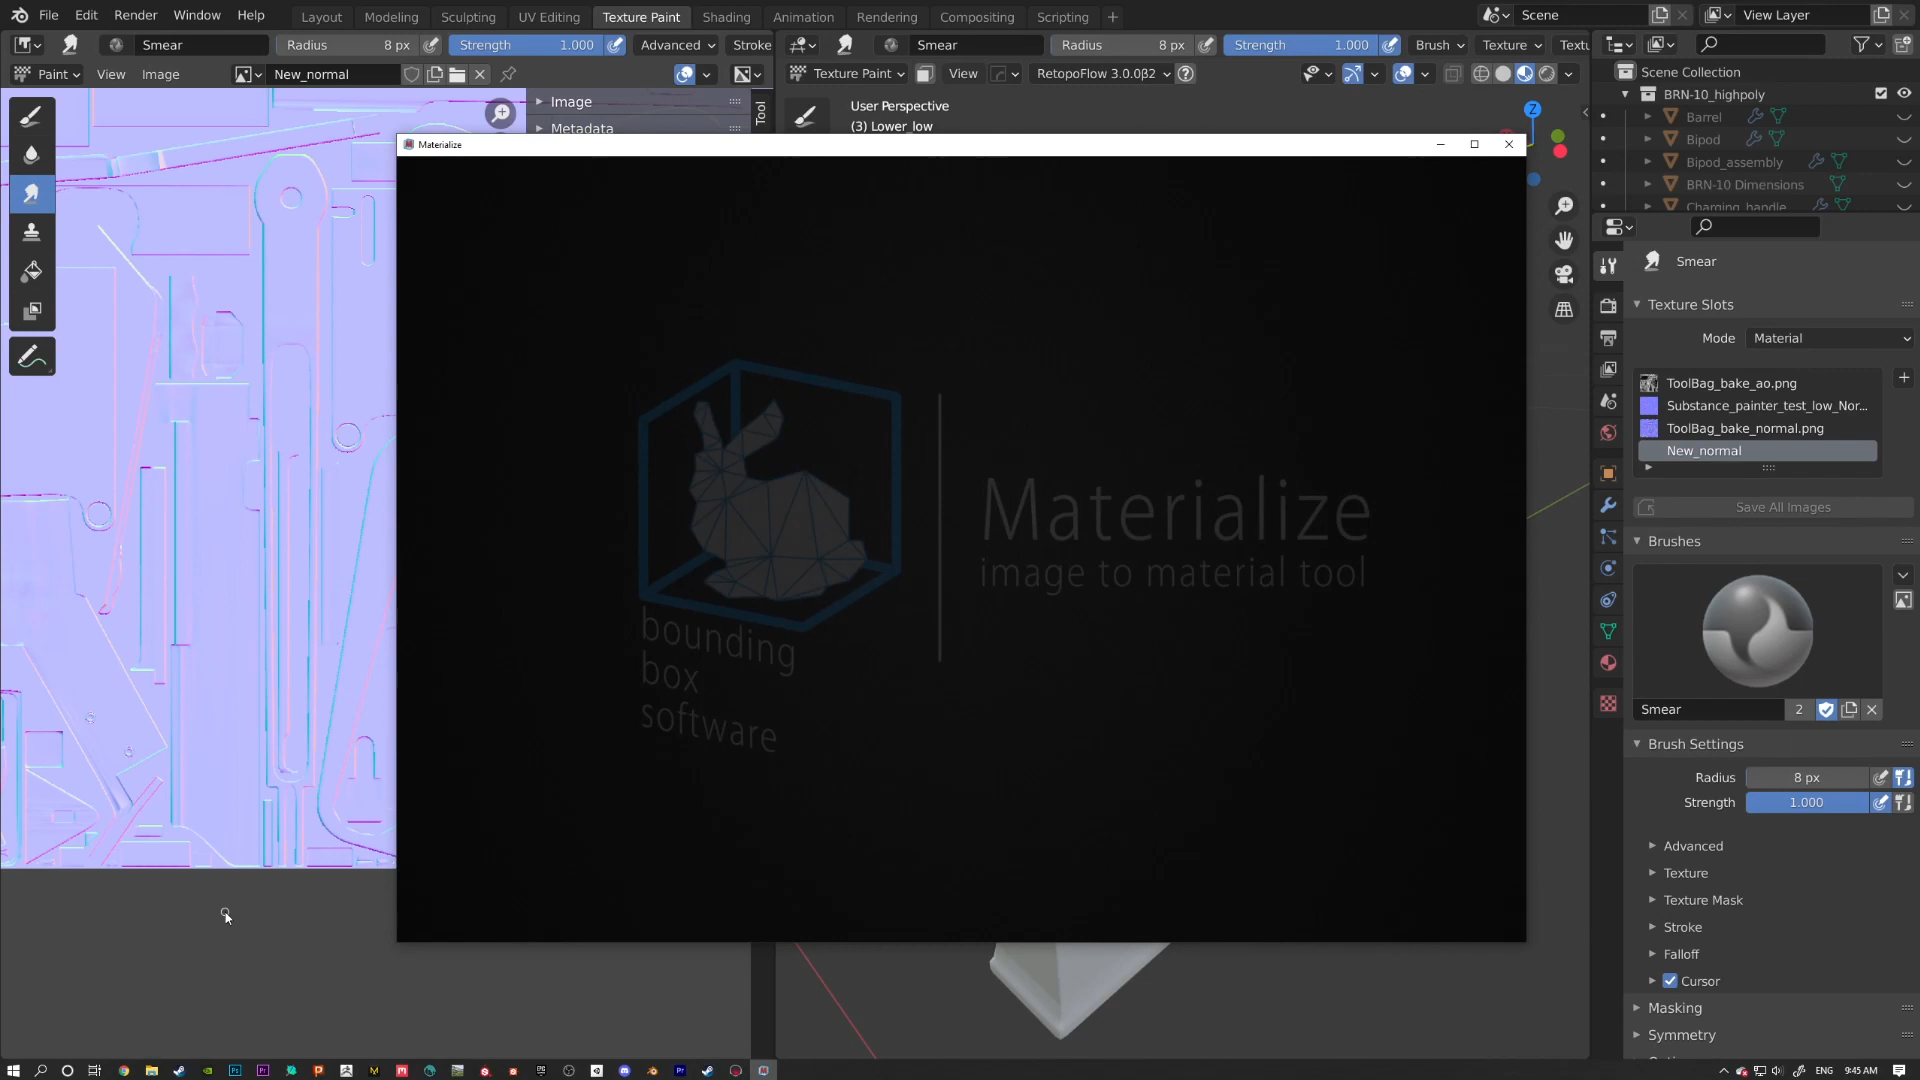 File Edit Render Window Help Layout Modeling Sculpting UV Editing Texture Paint Shading Animation Rendering Compositing Scripting Scene View Layer
Smear Radius 8 px Strength 1.000 Advanced Stroke Smear Radius 8 px Strength 1.000 Brush Texture Textu
Paint View Image New_normal Texture Paint View RetopoFlow 3.0.0β2
Scene Collection
BRN-10_highpoly
Barrel
Bipod
Bipod_assembly
BRN-10 Dimensions
Charging_handle
Image
Metadata
Tool
User Perspective
(3) Lower_low
Z
Materialize
Materialize
image to material tool
bounding
box
software
Smear
Texture Slots
Mode Material
ToolBag_bake_ao.png
Substance_painter_test_low_Nor...
ToolBag_bake_normal.png
New_normal
Save All Images
Brushes
Smear 2
Brush Settings
Radius 8 px
Strength 1.000
Advanced
Texture
Texture Mask
Stroke
Falloff
Cursor
Masking
Symmetry
ENG 9:45 AM